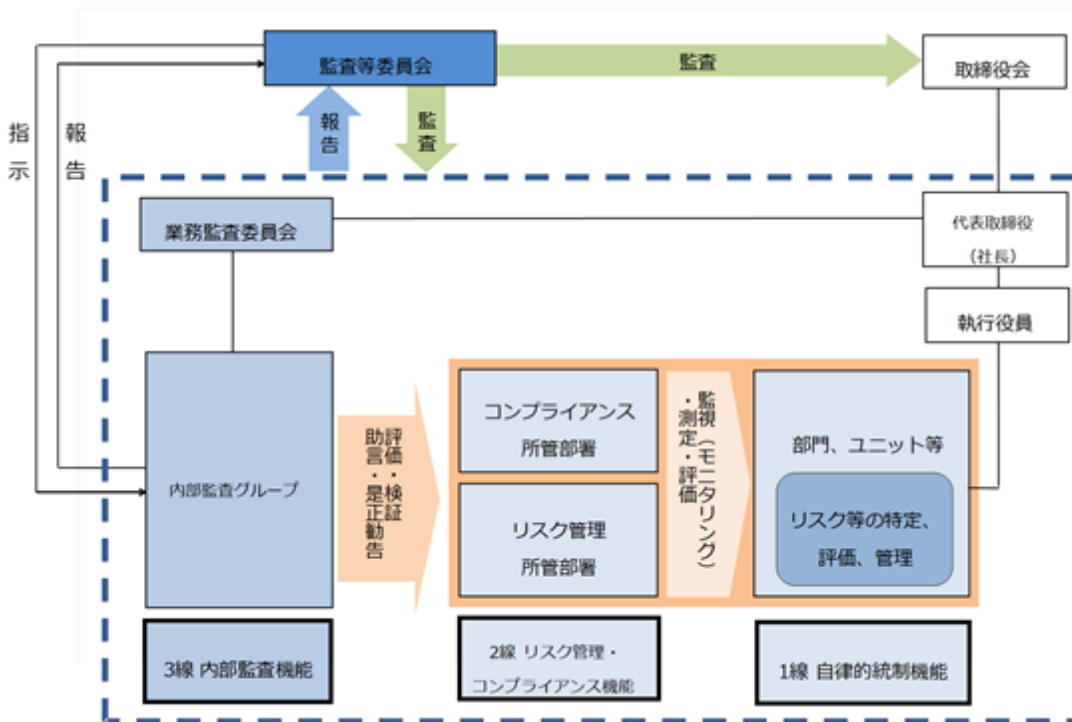 監査等委員会
監査
取締役会
指示
報告
報告
監査
業務監査委員会
代表取締役
(社長)
執行役員
内部監査グループ
評価・検証
助言・是正勧告
コンプライアンス
所管部署
リスク管理
所管部署
監視(モニタリング)
・測定・評価
部門、ユニット等
リスク等の特定、
評価、管理
3線 内部監査機能
2線 リスク管理・
コンプライアンス機能
1線 自律的統制機能